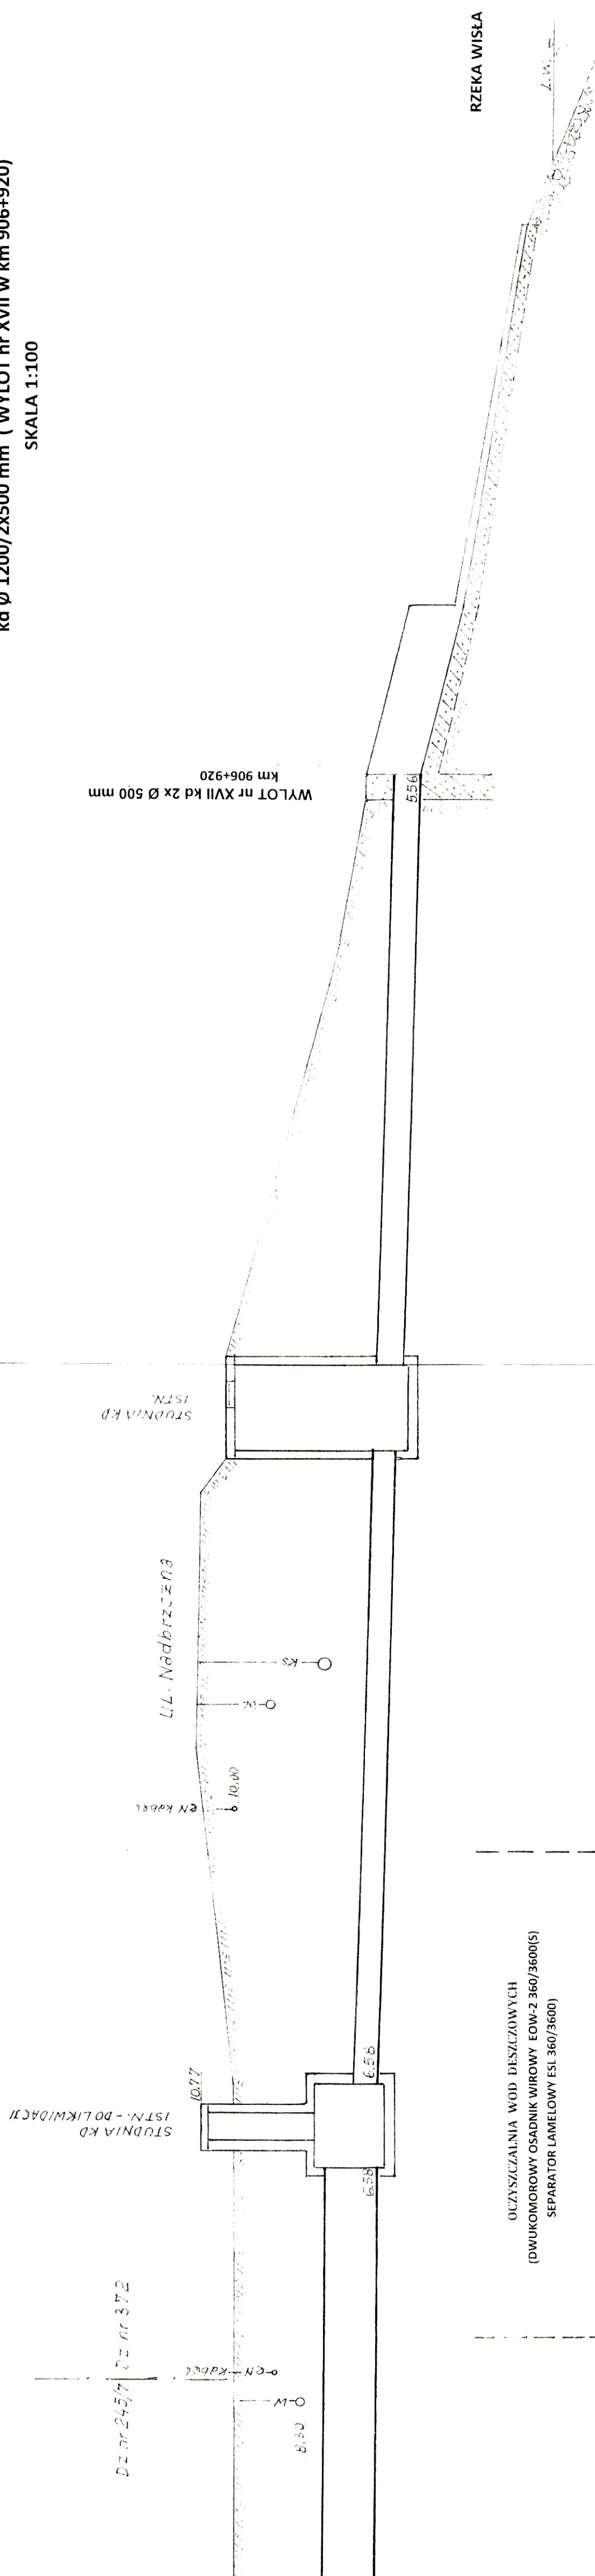 kd Ø 1200/2x500 mm ( WYLOT nr XVII w km 906+920)
SKALA 1:100
RZEKA WISŁA
Z.W.
WYLOT nr XVII kd 2x Ø 500 mm
km 906+920
5.56
STUDNIA KD
ISTN.
UL. Nadbrzeżna
KS
W.
eN kabel
10.00
10.77
STUDNIA KD
ISTN. - DO LIKWIDACJI
6.58
6.58
OCZYSZCZALNIA WÓD DESZCZOWYCH
(DWUKOMOROWY OSADNIK WIROWY EOW-2 360/3600(S)
SEPARATOR LAMELOWY ESL 360/3600)
Dz nr 245/7 Dz nr 372
eN-kabel
W
8.30